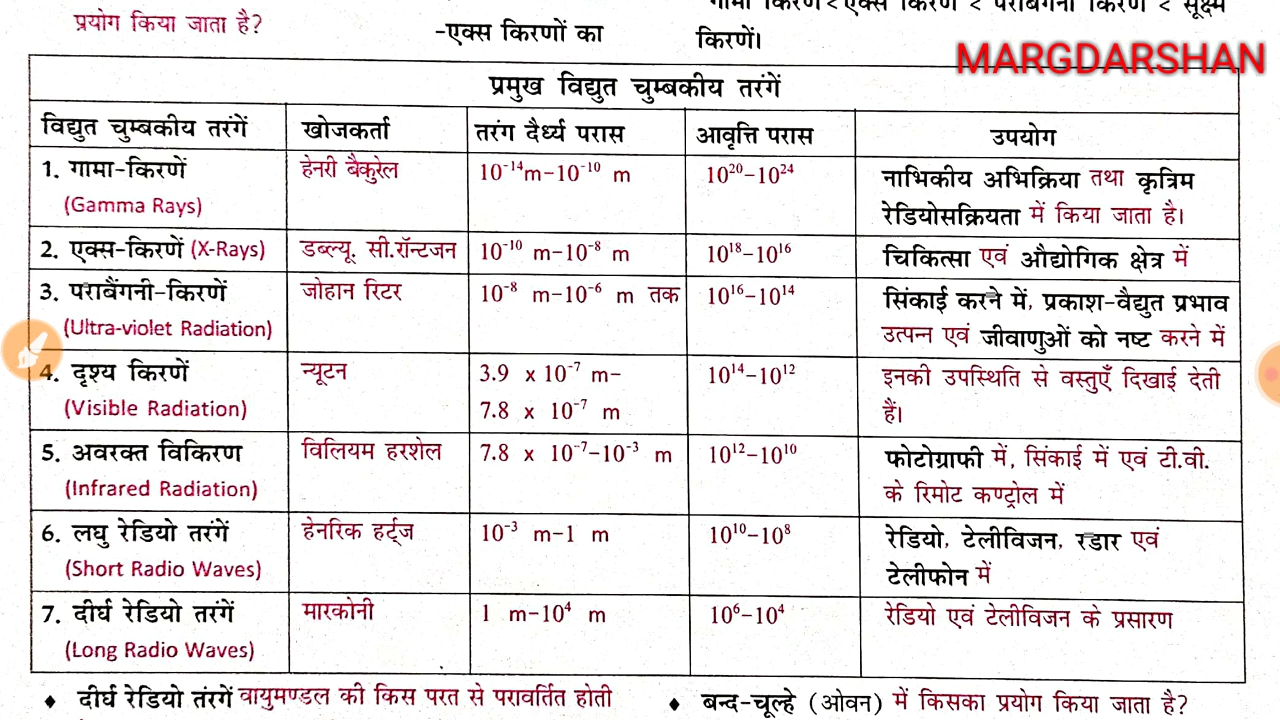 प्रयोग किया जाता है?
-एक्स किरणों का
गामा किरण < एक्स किरण < पराबैंगनी किरण < सूक्ष्म
किरणें।
MARGDARSHAN
प्रमुख विद्युत चुम्बकीय तरंगें
विद्युत चुम्बकीय तरंगें खोजकर्ता तरंग दैर्ध्य परास आवृत्ति परास उपयोग
1. गामा-किरणें हेनरी बैकुरेल 10⁻¹⁴m–10⁻¹⁰ m 10²⁰–10²⁴ नाभिकीय अभिक्रिया तथा कृत्रिम
(Gamma Rays) रेडियोसक्रियता में किया जाता है।
2. एक्स-किरणें (X-Rays) डब्ल्यू. सी.रॉन्टजन 10⁻¹⁰ m–10⁻⁸ m 10¹⁸–10¹⁶ चिकित्सा एवं औद्योगिक क्षेत्र में
3. पराबैंगनी-किरणें जोहान रिटर 10⁻⁸ m–10⁻⁶ m तक 10¹⁶–10¹⁴ सिंकाई करने में, प्रकाश-वैद्युत प्रभाव
(Ultra-violet Radiation) उत्पन्न एवं जीवाणुओं को नष्ट करने में
4. दृश्य किरणें न्यूटन 3.9 x 10⁻⁷ m– 10¹⁴–10¹² इनकी उपस्थिति से वस्तुएँ दिखाई देती
(Visible Radiation) 7.8 x 10⁻⁷ m हैं।
5. अवरक्त विकिरण विलियम हरशेल 7.8 x 10⁻⁷–10⁻³ m 10¹²–10¹⁰ फोटोग्राफी में, सिंकाई में एवं टी.वी.
(Infrared Radiation) के रिमोट कण्ट्रोल में
6. लघु रेडियो तरंगें हेनरिक हर्ट्ज 10⁻³ m–1 m 10¹⁰–10⁸ रेडियो, टेलीविजन, रडार एवं
(Short Radio Waves) टेलीफोन में
7. दीर्घ रेडियो तरंगें मारकोनी 1 m–10⁴ m 10⁶–10⁴ रेडियो एवं टेलीविजन के प्रसारण
(Long Radio Waves)
♦ दीर्घ रेडियो तरंगें वायुमण्डल की किस परत से परावर्तित होती
♦ बन्द-चूल्हे (ओवन) में किसका प्रयोग किया जाता है?